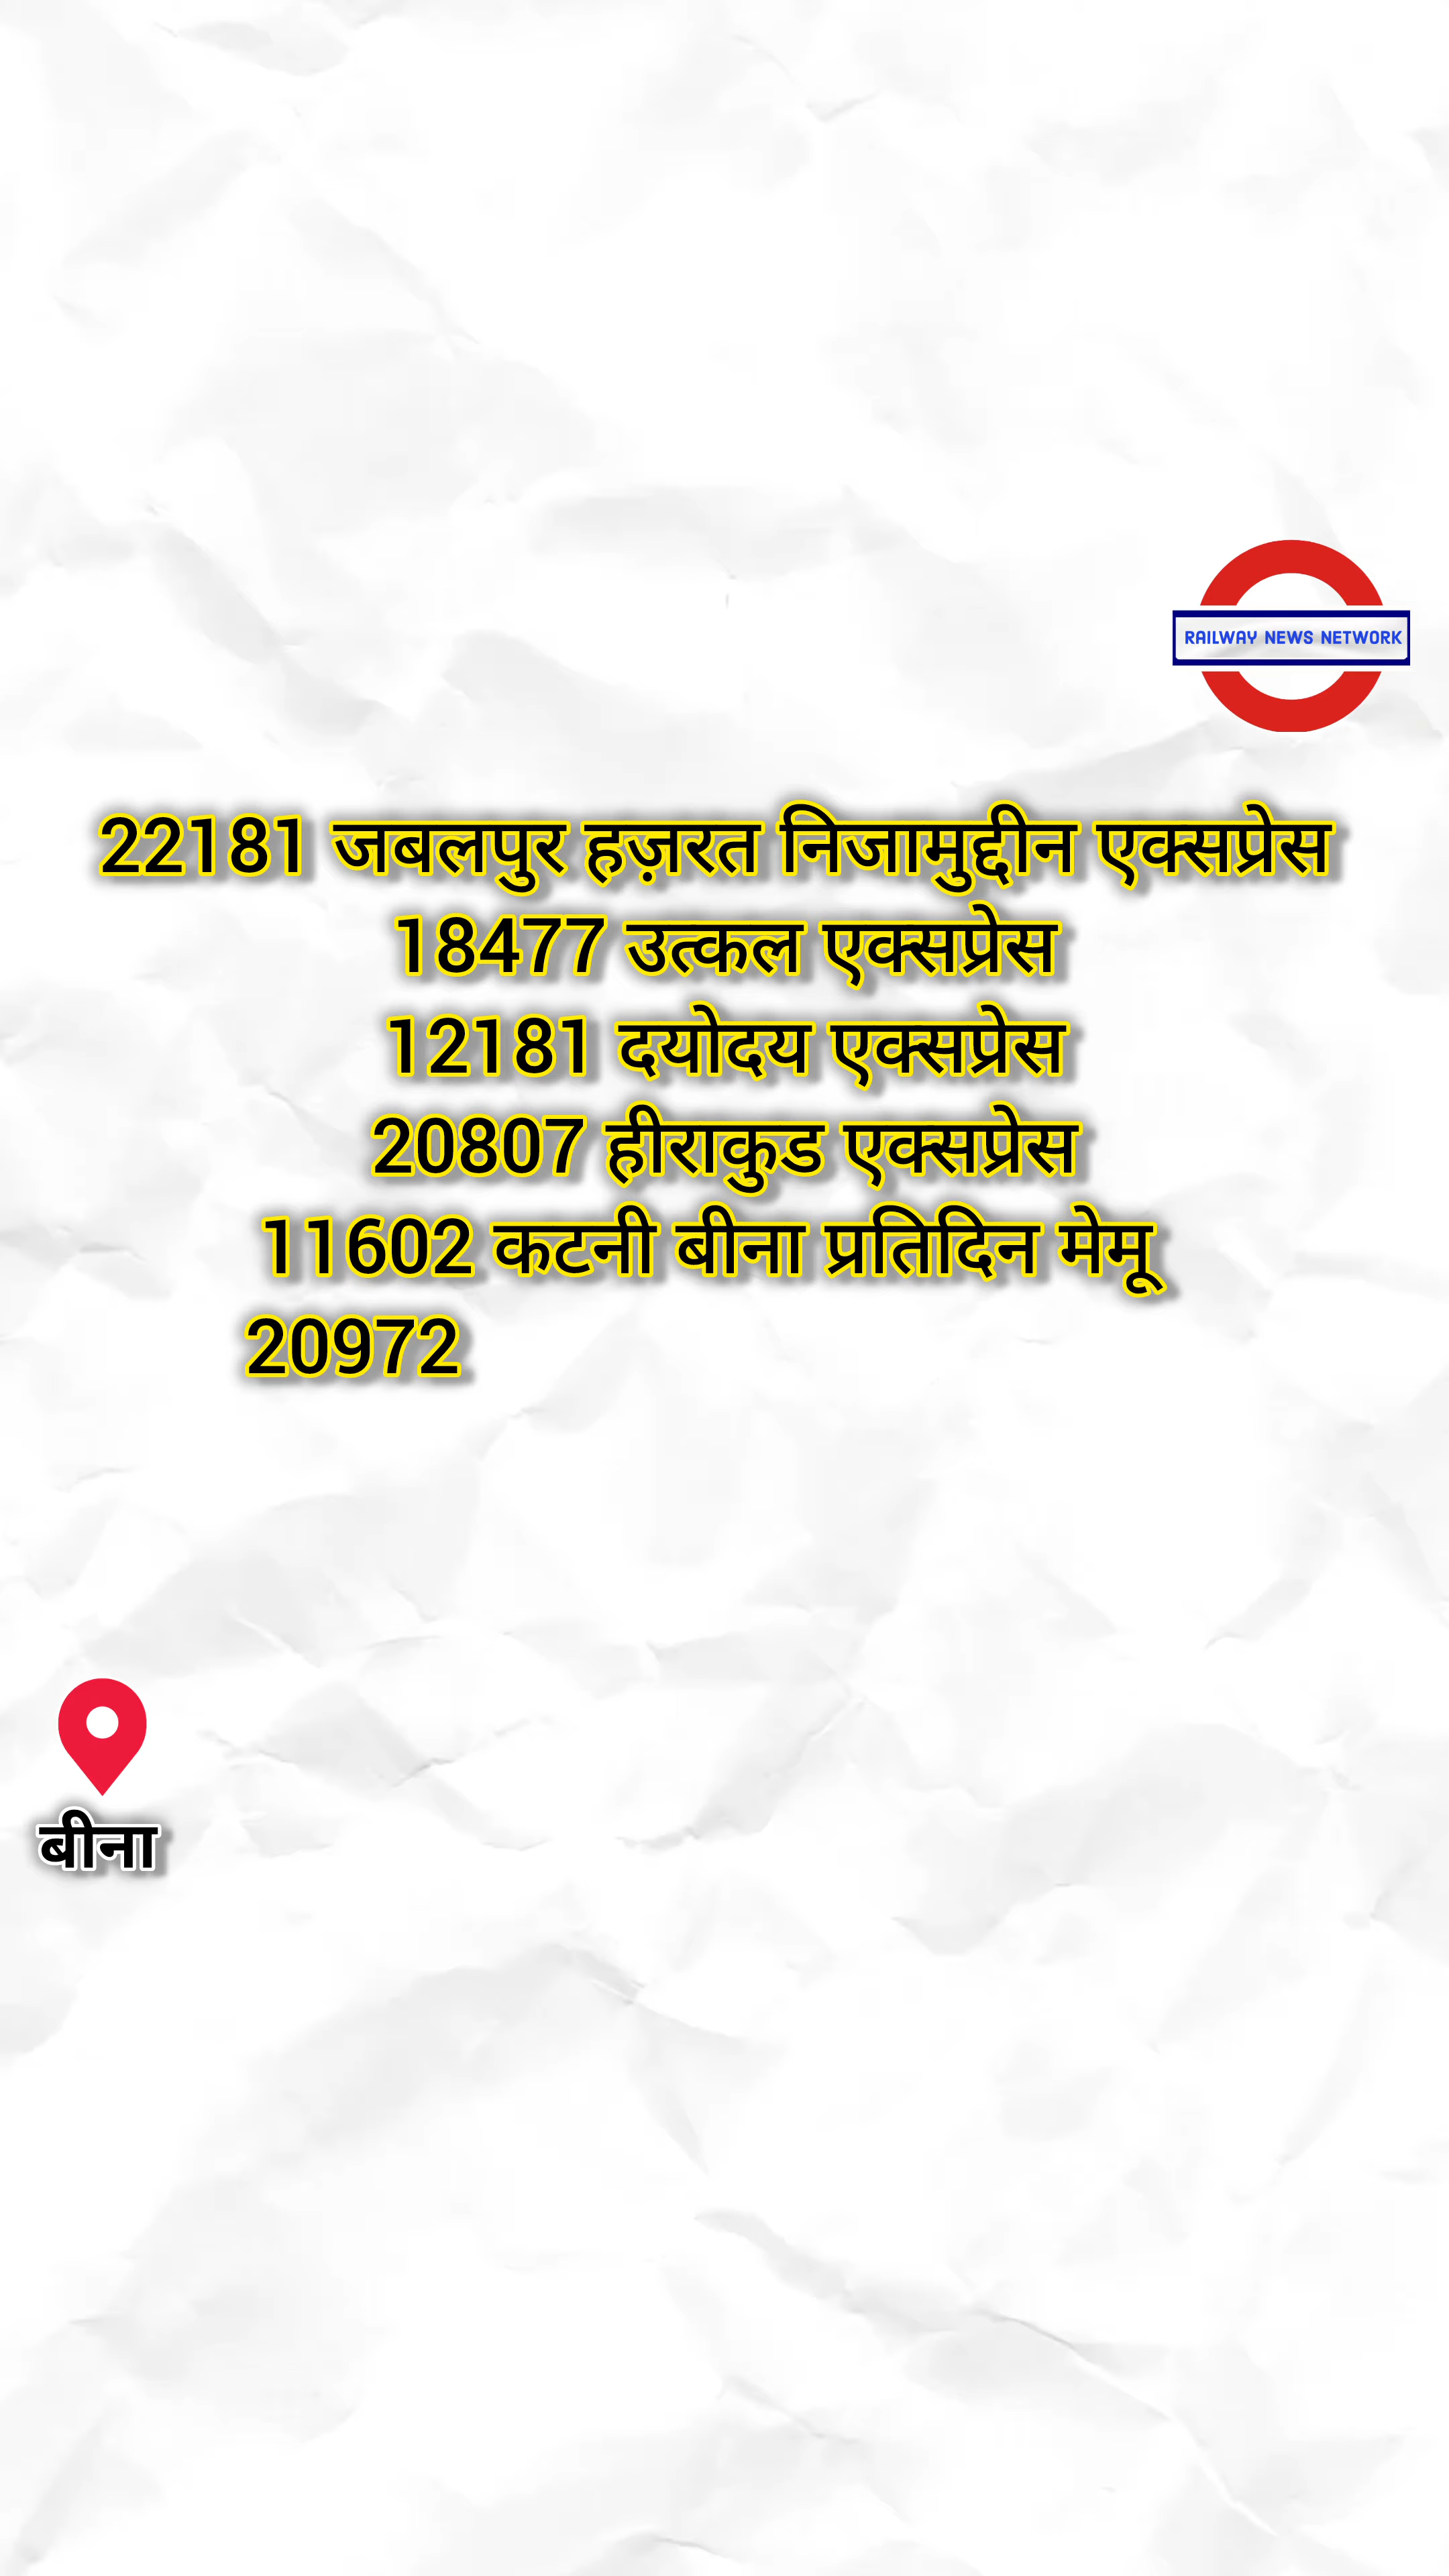 RAILWAY NEWS NETWORK
22181 जबलपुर हज़रत निजामुद्दीन एक्सप्रेस
18477 उत्कल एक्सप्रेस
12181 दयोदय एक्सप्रेस
20807 हीराकुड एक्सप्रेस
11602 कटनी बीना प्रतिदिन मेमू
20972
बीना